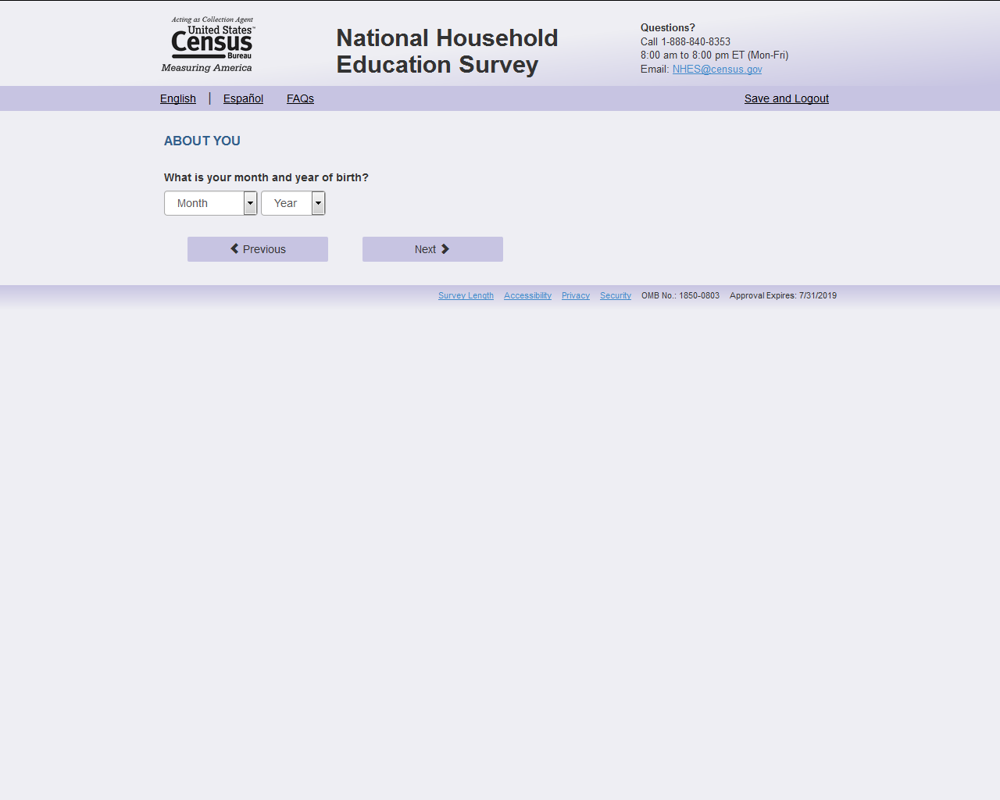 Acting as Collection Agent
United States™
Census
Bureau
Measuring America
National Household
Education Survey
Questions?
Call 1-888-840-8353
8:00 am to 8:00 pm ET (Mon-Fri)
Email: NHES@census.gov
English | Español FAQs Save and Logout
ABOUT YOU
What is your month and year of birth?
Month Year
Previous Next
Survey Length Accessibility Privacy Security OMB No.: 1850-0803 Approval Expires: 7/31/2019